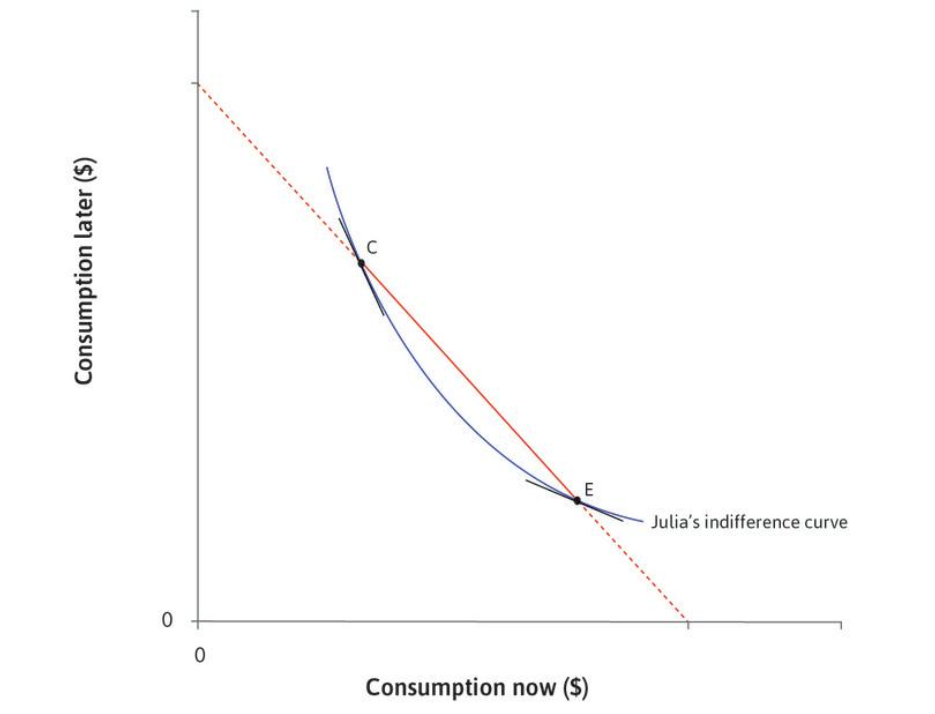 Consumption later ($)
C
E
Julia's indifference curve
0
0
Consumption now ($)